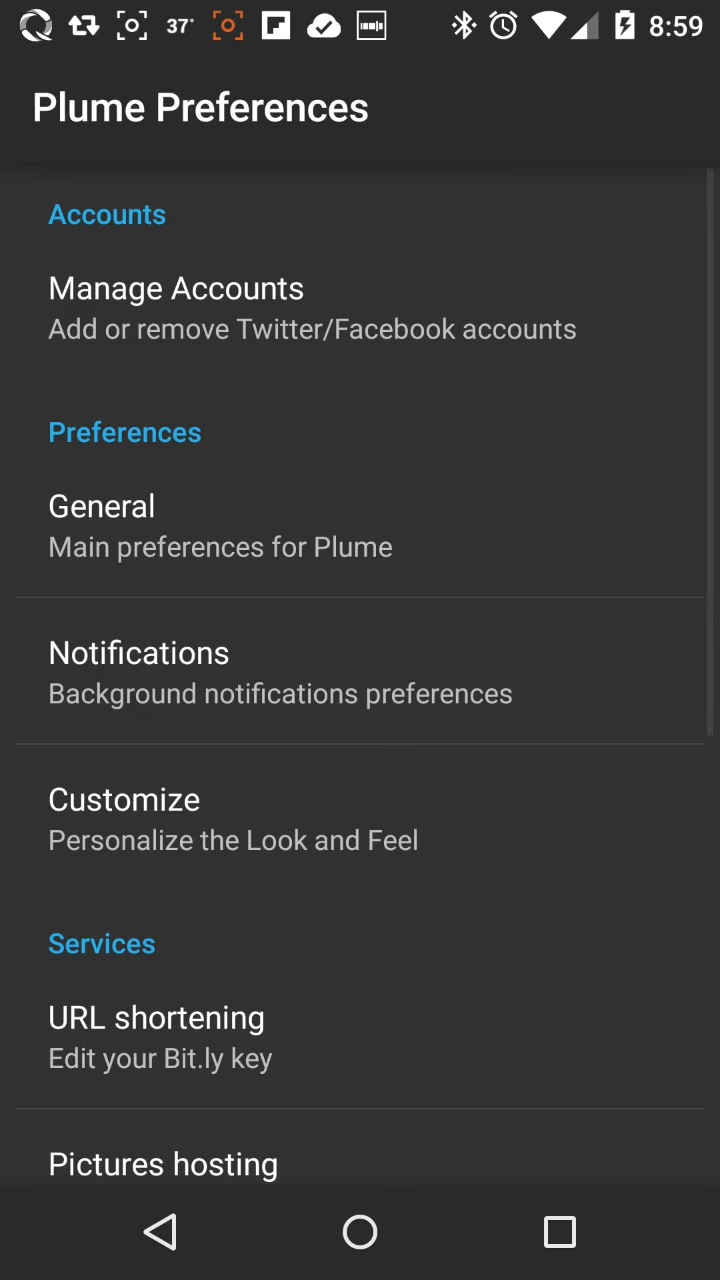 37° 8:59
Plume Preferences
Accounts
Manage Accounts
Add or remove Twitter/Facebook accounts
Preferences
General
Main preferences for Plume
Notifications
Background notifications preferences
Customize
Personalize the Look and Feel
Services
URL shortening
Edit your Bit.ly key
Pictures hosting